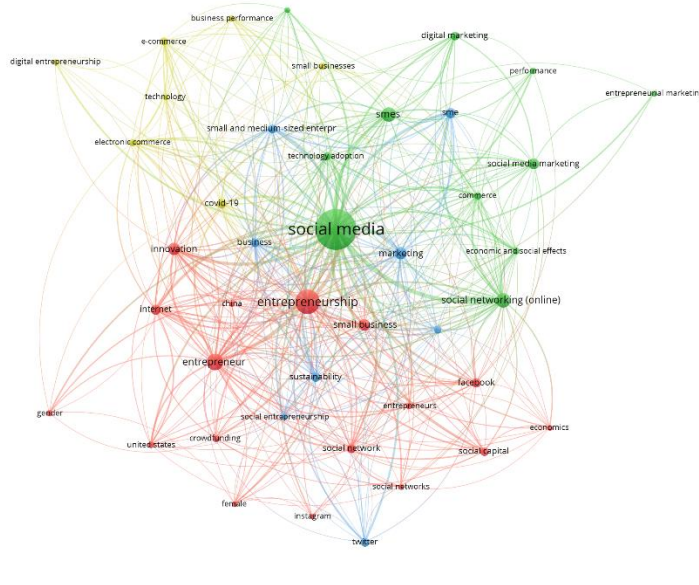 business performance
digital marketing
e-commerce
digital entrepreneurship
small businesses
performance
technology
entrepreneurial marketin
smes
sme
small and medium-sized enterpr
electronic commerce
technology adoption
social media marketing
commerce
covid-19
social media
business
innovation
marketing
economic and social effects
china
entrepreneurship
social networking (online)
internet
small business
entrepreneur
sustainability
facebook
entrepreneurs
gender
social entrepreneurship
economics
united states
crowdfunding
social network
social capital
social networks
female
instagram
twitter